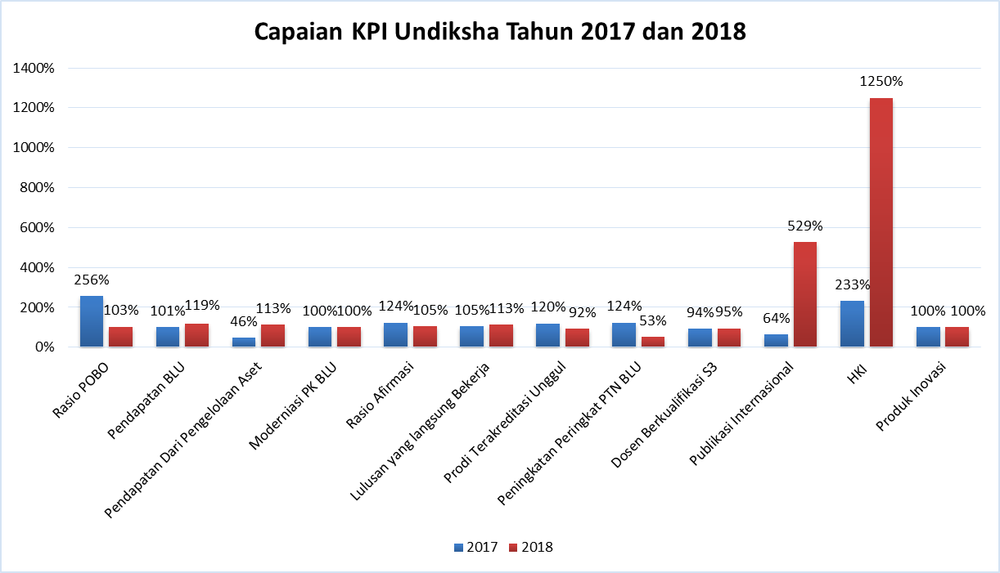 Capaian KPI Undiksha Tahun 2017 dan 2018
1400%
1200%
1000%
800%
600%
400%
200%
0%
256%
103%
101%
119%
46%
113%
100%
100%
124%
105%
105%
113%
120%
92%
124%
53%
94%
95%
64%
529%
233%
1250%
100%
100%
Rasio POBO
Pendapatan BLU
Pendapatan Dari Pengelolaan Aset
Moderniasi PK BLU
Rasio Afirmasi
Lulusan yang langsung Bekerja
Prodi Terakreditasi Unggul
Peningkatan Peringkat PTN BLU
Dosen Berkualifikasi S3
Publikasi Internasional
HKI
Produk Inovasi
2017
2018